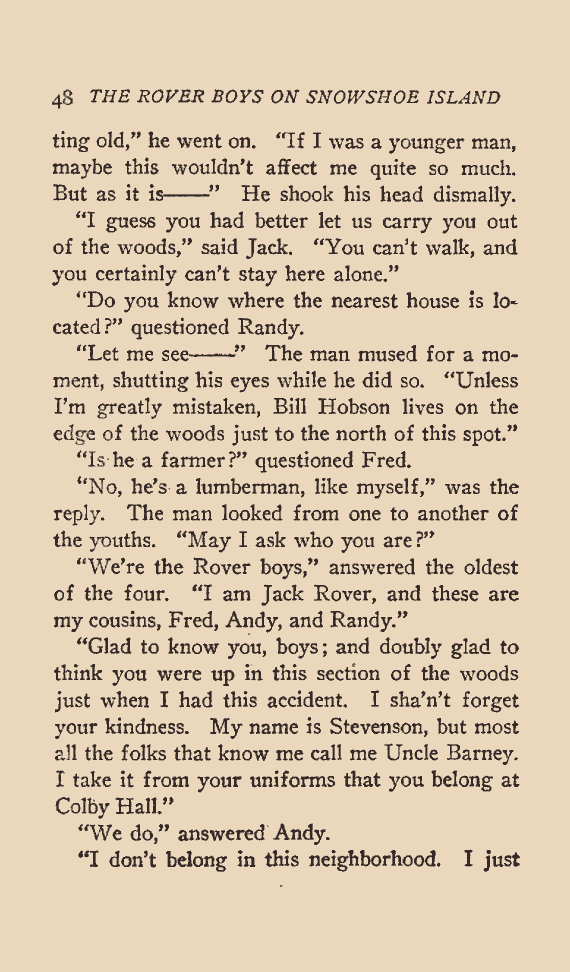 48 THE ROVER BOYS ON SNOWSHOE ISLAND
ting old,” he went on. “If I was a younger man,
maybe this wouldn't affect me quite so much.
But as it is——” He shook his head dismally.
“I guess you had better let us carry you out
of the woods,” said Jack. “You can't walk, and
you certainly can't stay here alone.”
“Do you know where the nearest house is lo-
cated?” questioned Randy.
“Let me see——” The man mused for a mo-
ment, shutting his eyes while he did so. “Unless
I'm greatly mistaken, Bill Hobson lives on the
edge of the woods just to the north of this spot.”
“Is he a farmer?” questioned Fred.
“No, he's a lumberman, like myself,” was the
reply. The man looked from one to another of
the youths. “May I ask who you are?”
“We're the Rover boys,” answered the oldest
of the four. “I am Jack Rover, and these are
my cousins, Fred, Andy, and Randy.”
“Glad to know you, boys; and doubly glad to
think you were up in this section of the woods
just when I had this accident. I sha'n't forget
your kindness. My name is Stevenson, but most
all the folks that know me call me Uncle Barney.
I take it from your uniforms that you belong at
Colby Hall.”
“We do,” answered Andy.
“I don't belong in this neighborhood. I just